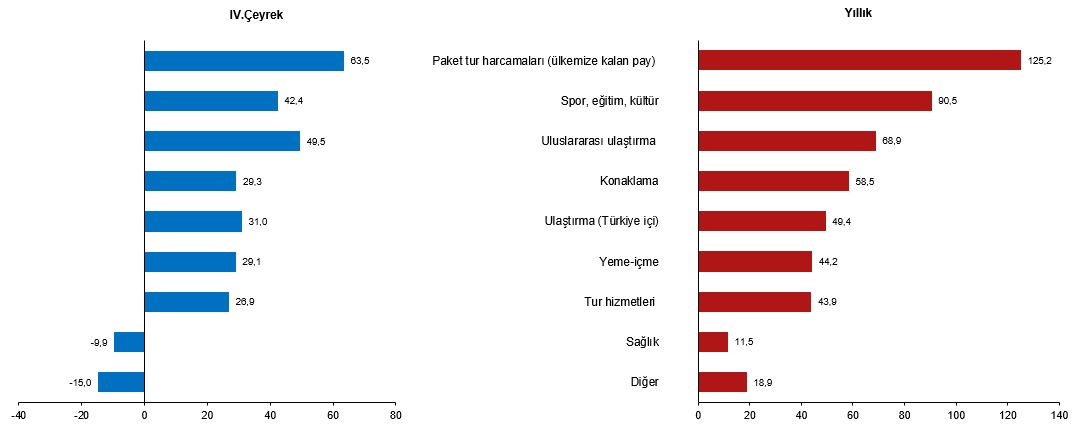 IV.Çeyrek
Yıllık
63,5
Paket tur harcamaları (ülkemize kalan pay)
125,2
42,4
Spor, eğitim, kültür
90,5
49,5
Uluslararası ulaştırma
68,9
29,3
Konaklama
58,5
31,0
Ulaştırma (Türkiye içi)
49,4
29,1
Yeme-içme
44,2
26,9
Tur hizmetleri
43,9
-9,9
Sağlık
11,5
-15,0
Diğer
18,9
-40 -20 0 20 40 60 80
0 20 40 60 80 100 120 140